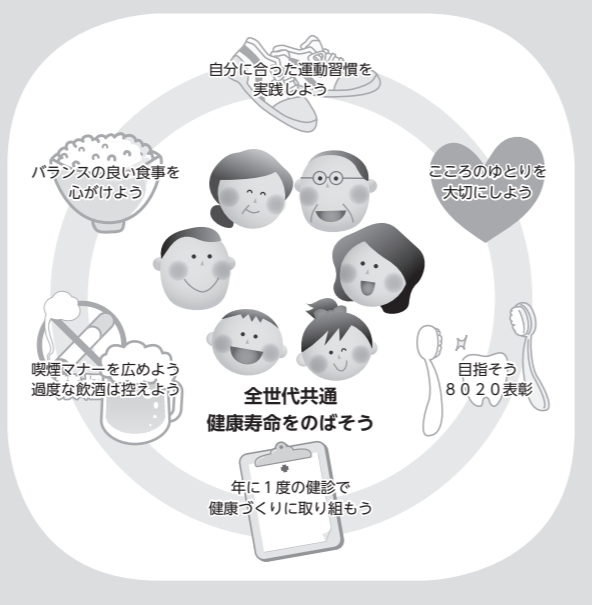 自分に合った運動習慣を
実践しよう
バランスの良い食事を
心がけよう
こころのゆとりを
大切にしよう
喫煙マナーを広めよう
過度な飲酒は控えよう
目指そう
８０２０表彰
全世代共通
健康寿命をのばそう
年に１度の健診で
健康づくりに取り組もう